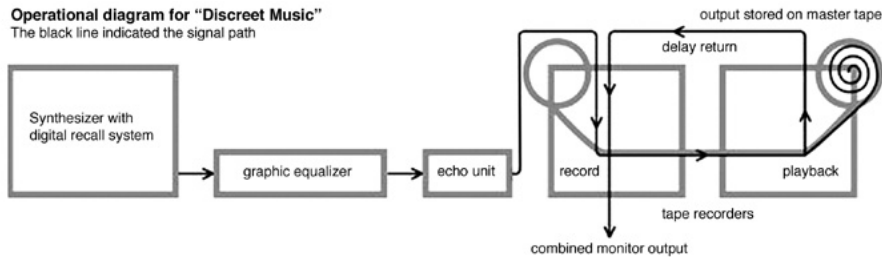 Operational diagram for “Discreet Music”
The black line indicated the signal path
output stored on master tape
delay return
Synthesizer with
digital recall system
graphic equalizer
echo unit
record
playback
tape recorders
combined monitor output